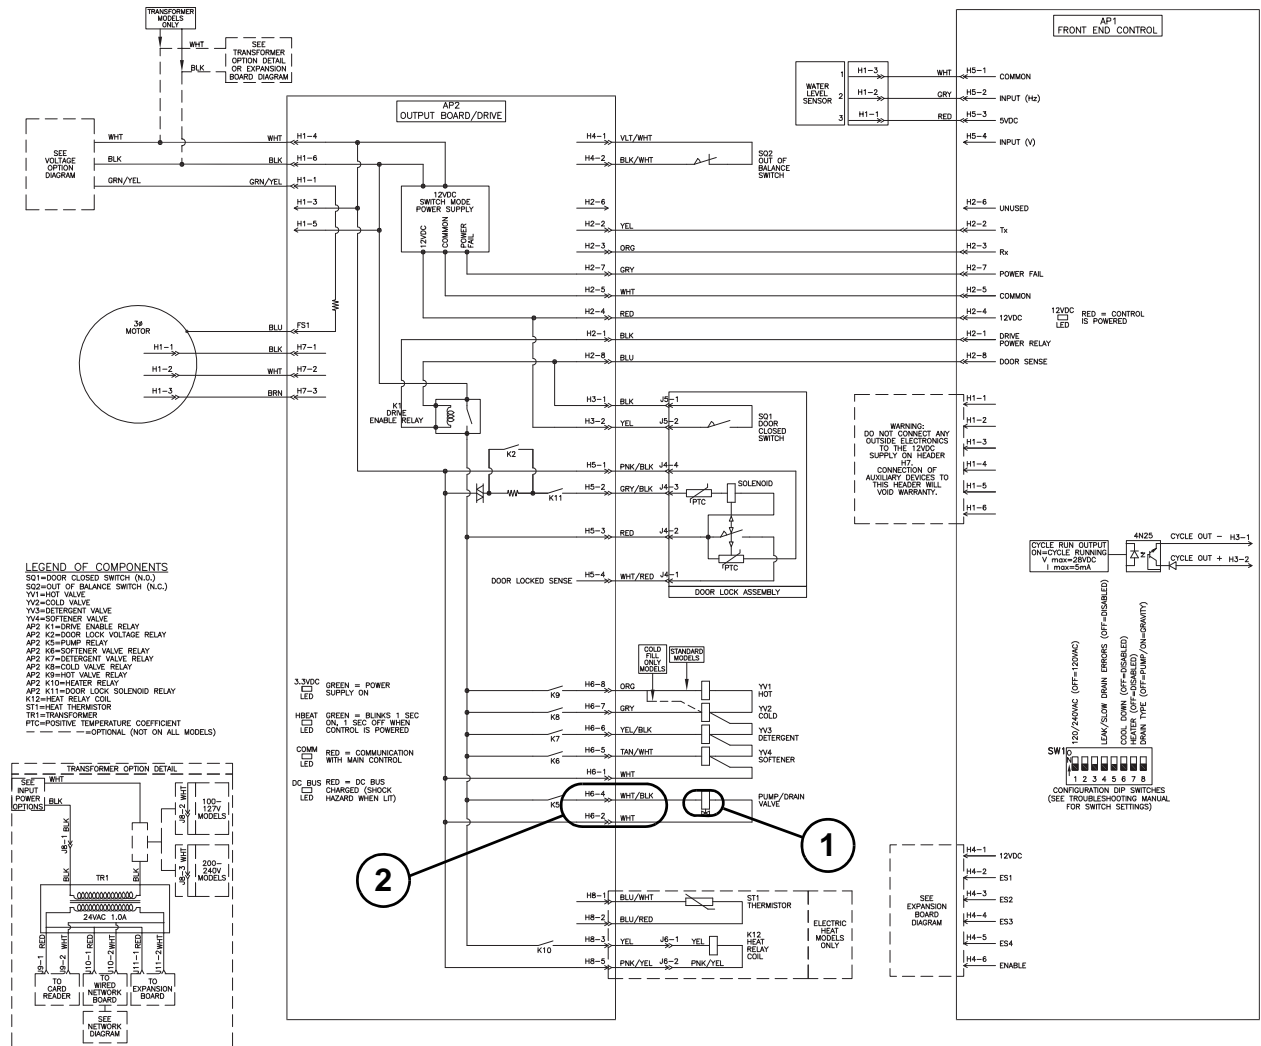 TRANSFORMER
MODELS
ONLY
WHT
BLK
SEE
TRANSFORMER
OPTION DETAIL
OR EXPANSION
BOARD DIAGRAM
AP1
FRONT END CONTROL
WATER
LEVEL
SENSOR
1 H1-3 WHT H5-1 COMMON
2 H1-2 GRY H5-2 INPUT (Hz)
3 H1-1 RED H5-3 5VDC
H5-4 INPUT (V)
AP2
OUTPUT BOARD/DRIVE
SEE
VOLTAGE
OPTION
DIAGRAM
WHT WHT H1-4
BLK BLK H1-6
GRN/YEL GRN/YEL H1-1
H1-3
H1-5
12VDC
SWITCH MODE
POWER SUPPLY
12VDC
COMMON
POWER
FAIL
H4-1 VLT/WHT
H4-2 BLK/WHT
SQ2
OUT OF
BALANCE
SWITCH
H2-6 H2-6 UNUSED
H2-2 YEL H2-2 Tx
H2-3 ORG H2-3 Rx
H2-7 GRY H2-7 POWER FAIL
H2-5 WHT H2-5 COMMON
H2-4 RED H2-4 12VDC
H2-1 BLK H2-1 DRIVE
POWER RELAY
H2-8 BLU H2-8 DOOR SENSE
12VDC
LED
RED = CONTROL
IS POWERED
3ø
MOTOR
BLU FS1
H1-1 BLK H7-1
H1-2 WHT H7-2
H1-3 BRN H7-3
K1
DRIVE
ENABLE RELAY
H3-1 BLK J5-1
H3-2 YEL J5-2
SQ1
DOOR
CLOSED
SWITCH
K2
K11
H5-1 PNK/BLK J4-4
H5-2 GRY/BLK J4-3
PTC
SOLENOID
H5-3 RED J4-2
PTC
DOOR LOCKED SENSE H5-4 WHT/RED J4-1
DOOR LOCK ASSEMBLY
WARNING:
DO NOT CONNECT ANY
OUTSIDE ELECTRONICS
TO THE 12VDC
SUPPLY ON HEADER
H7.
CONNECTION OF
AUXILIARY DEVICES TO
THIS HEADER WILL
VOID WARRANTY.
H1-1
H1-2
H1-3
H1-4
H1-5
H1-6
CYCLE RUN OUTPUT
ON=CYCLE RUNNING
V max=28VDC
I max=5mA
4N25
CYCLE OUT - H3-1
CYCLE OUT + H3-2
LEGEND OF COMPONENTS
SQ1=DOOR CLOSED SWITCH (N.O.)
SQ2=OUT OF BALANCE SWITCH (N.C.)
YV1=HOT VALVE
YV2=COLD VALVE
YV3=DETERGENT VALVE
YV4=SOFTENER VALVE
AP2 K1=DRIVE ENABLE RELAY
AP2 K2=DOOR LOCK VOLTAGE RELAY
AP2 K5=PUMP RELAY
AP2 K6=SOFTENER VALVE RELAY
AP2 K7=DETERGENT VALVE RELAY
AP2 K8=COLD VALVE RELAY
AP2 K9=HOT VALVE RELAY
AP2 K10=HEATER RELAY
AP2 K11=DOOR LOCK SOLENOID RELAY
K12=HEAT RELAY COIL
ST1=HEAT THERMISTOR
TR1=TRANSFORMER
PTC=POSITIVE TEMPERATURE COEFFICIENT
=OPTIONAL (NOT ON ALL MODELS)
3.3VDC
LED
GREEN = POWER
SUPPLY ON
HBEAT
LED
GREEN = BLINKS 1 SEC
ON, 1 SEC OFF WHEN
CONTROL IS POWERED
COMM
LED
RED = COMMUNICATION
WITH MAIN CONTROL
DC BUS
LED
RED = DC BUS
CHARGED (SHOCK
HAZARD WHEN LIT)
COLD
FILL
ONLY
MODELS
STANDARD
MODELS
K9 H6-8 ORG YV1
HOT
K8 H6-7 GRY YV2
COLD
K7 H6-6 YEL/BLK YV3
DETERGENT
K6 H6-5 TAN/WHT YV4
SOFTENER
H6-1 WHT
K5 H6-4 WHT/BLK PUMP/DRAIN
VALVE
H6-2 WHT
1
2
120/240VAC (OFF=120VAC)
LEAK/SLOW DRAIN ERRORS (OFF=DISABLED)
COOL DOWN (OFF=DISABLED)
HEATER (OFF=DISABLED)
DRAIN TYPE (OFF=PUMP/ON=GRAVITY)
SW1
O
N
1 2 3 4 5 6 7 8
CONFIGURATION DIP SWITCHES
(SEE TROUBLESHOOTING MANUAL
FOR SWITCH SETTINGS)
TRANSFORMER OPTION DETAIL
SEE
INPUT
POWER
OPTIONS
WHT
BLK
J8-1 BLK
BLK
BLK
J8-2 WHT
100-
127V
MODELS
J8-3 WHT
200-
240V
MODELS
TR1
24VAC 1.0A
J9-1 RED
J9-2 WHT
J10-1 RED
J10-2 WHT
J11-1 RED
J11-2 WHT
TO
CARD
READER
TO
WIRED
NETWORK
BOARD
TO
EXPANSION
BOARD
SEE
NETWORK
DIAGRAM
H8-1 BLU/WHT
H8-2 BLU/RED
ST1
THERMISTOR
K10 H8-3 YEL J6-1 YEL
H8-5 PNK/YEL J6-2 PNK/YEL
K12
HEAT
RELAY
COIL
ELECTRIC
HEAT
MODELS
ONLY
SEE
EXPANSION
BOARD
DIAGRAM
H4-1 12VDC
H4-2 ES1
H4-3 ES2
H4-4 ES3
H4-5 ES4
H4-6 ENABLE